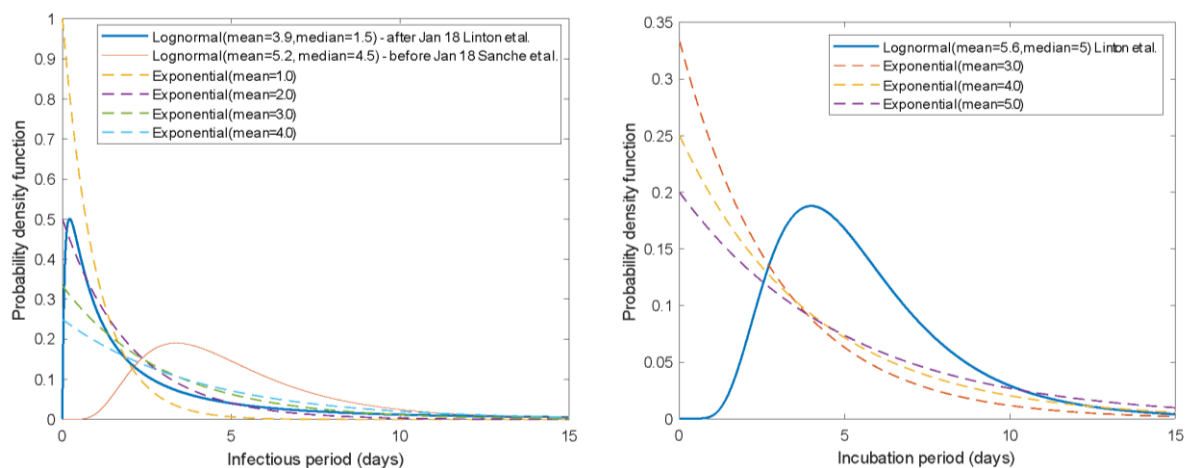 1
0.9
0.8
0.7
0.6
0.5
0.4
0.3
0.2
0.1
0
Probability density function
Lognormal(mean=3.9,median=1.5) - after Jan 18 Linton et al.
Lognormal(mean=5.2, median=4.5) - before Jan 18 Sanche et al.
Exponential(mean=1.0)
Exponential(mean=2.0)
Exponential(mean=3.0)
Exponential(mean=4.0)
0 5 10 15
Infectious period (days)
0.35
0.3
0.25
0.2
0.15
0.1
0.05
0
Probability density function
Lognormal(mean=5.6,median=5) Linton et al.
Exponential(mean=3.0)
Exponential(mean=4.0)
Exponential(mean=5.0)
0 5 10 15
Incubation period (days)